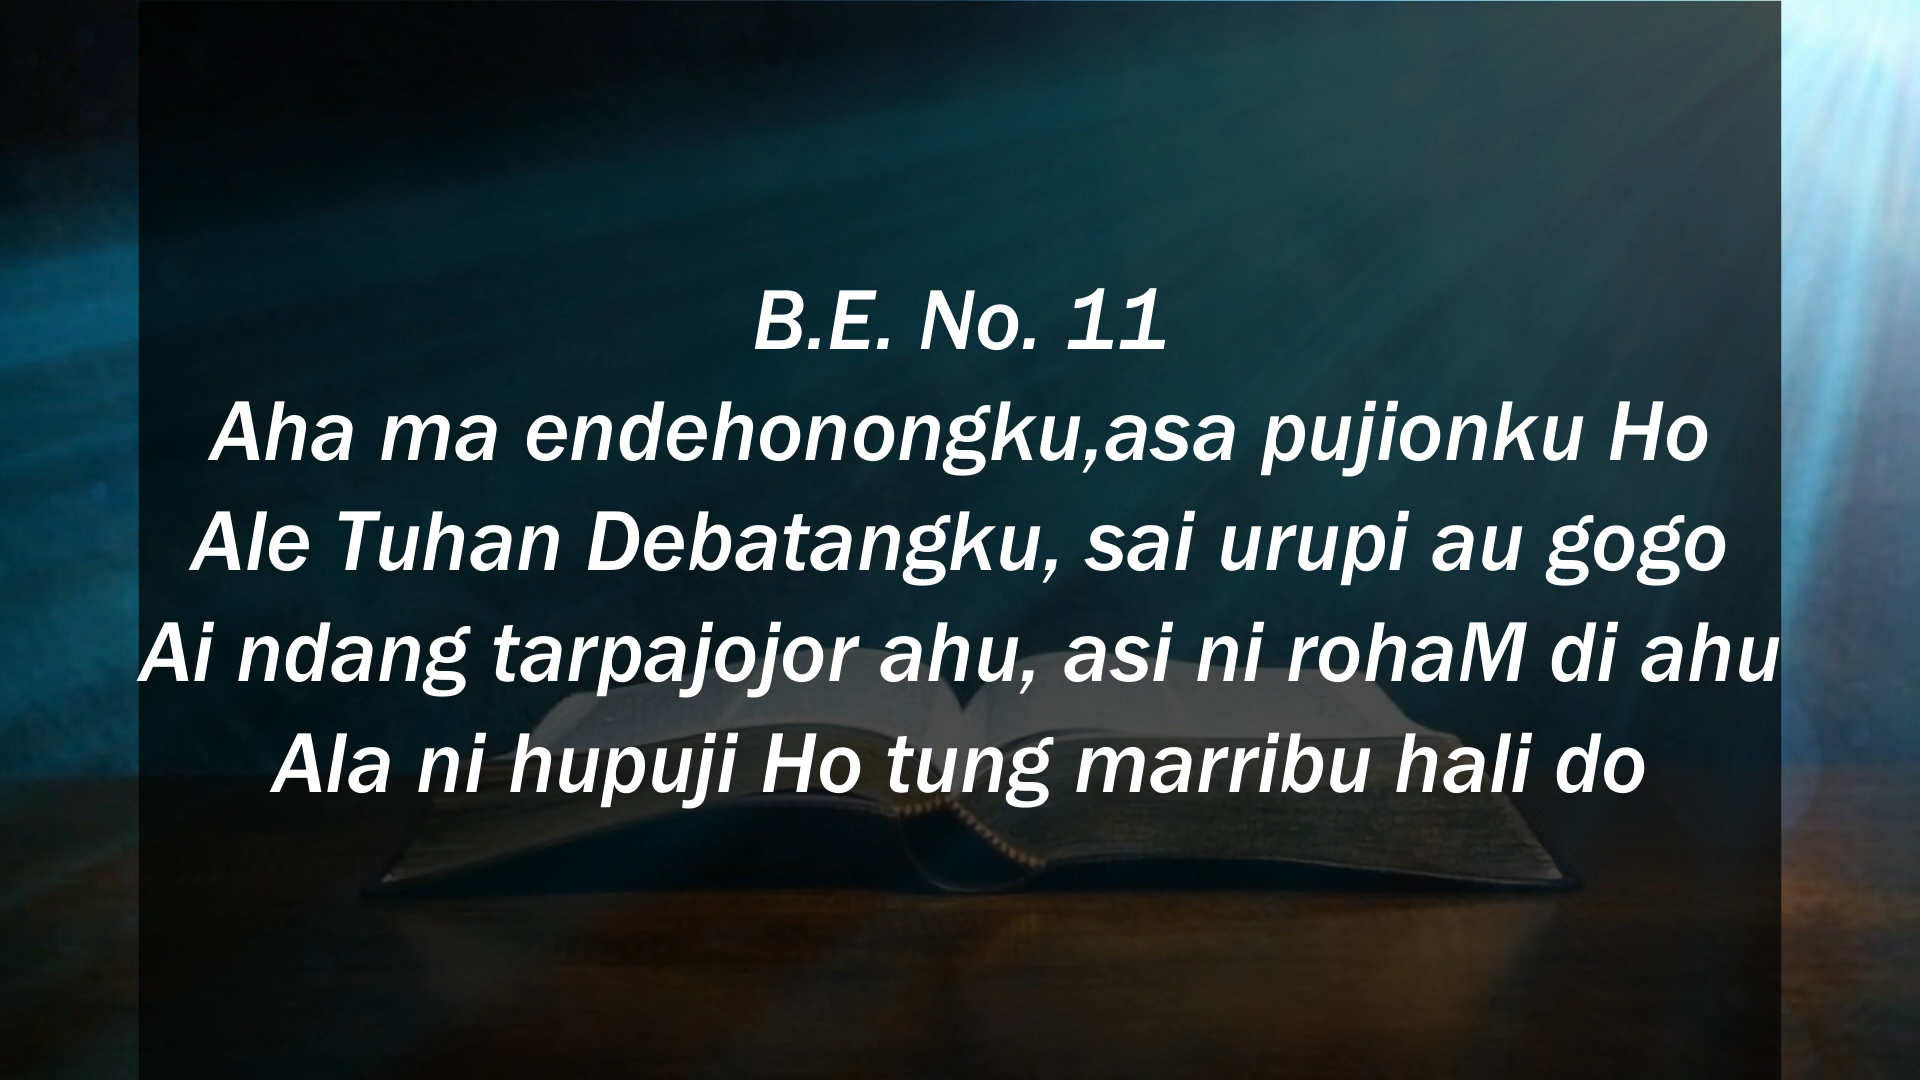 B.E. No. 11
Aha ma endehonongku,asa pujionku Ho
Ale Tuhan Debatangku, sai urupi au gogo
Ai ndang tarpajojor ahu, asi ni rohaM di ahu
Ala ni hupuji Ho tung marribu hali do